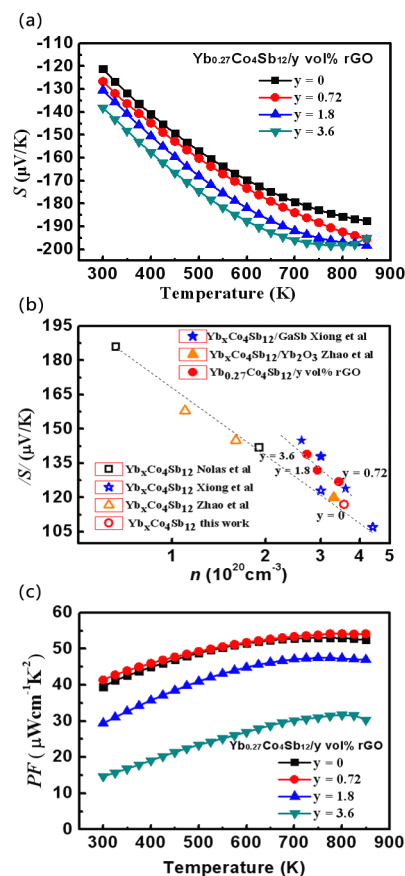 (a)
Yb0.27Co4Sb12/y vol% rGO
y = 0
y = 0.72
y = 1.8
y = 3.6
-110
-120
-130
-140
-150
-160
-170
-180
-190
-200
S (μV/K)
300 400 500 600 700 800 900
Temperature (K)
(b)
195
180
165
150
135
120
105
/S/ (μV/K)
YbxCo4Sb12/GaSb Xiong et al
YbxCo4Sb12/Yb2O3 Zhao et al
Yb0.27Co4Sb12/y vol% rGO
y = 3.6
y = 1.8
y = 0.72
y = 0
YbxCo4Sb12 Nolas et al
YbxCo4Sb12 Xiong et al
YbxCo4Sb12 Zhao et al
YbxCo4Sb12 this work
1 2 3 4 5
n (10^20cm^-3)
(c)
60
50
40
30
20
10
0
PF ( μWcm^-1K^-2)
Yb0.27Co4Sb12/y vol% rGO
y = 0
y = 0.72
y = 1.8
y = 3.6
300 400 500 600 700 800 900
Temperature (K)